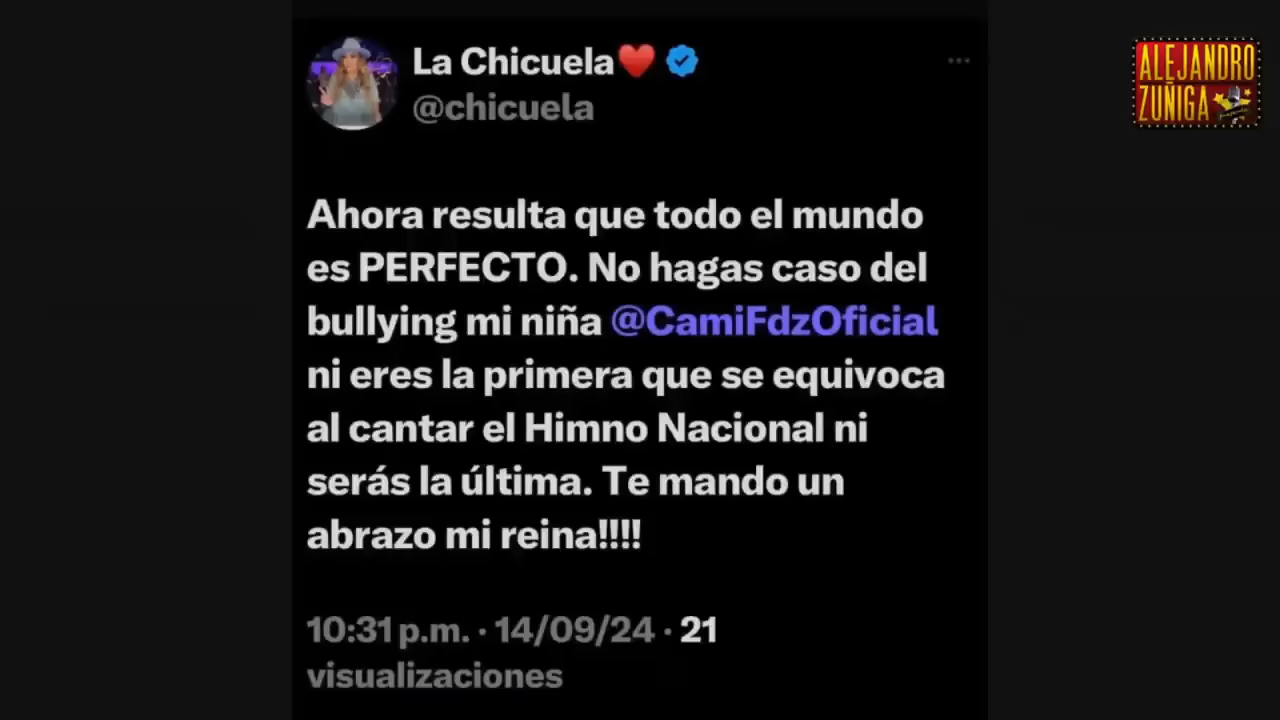 La Chicuela❤️
@chicuela
ALEJANDRO
ZUÑIGA
Ahora resulta que todo el mundo
es PERFECTO. No hagas caso del
bullying mi niña @CamiFdzOficial
ni eres la primera que se equivoca
al cantar el Himno Nacional ni
serás la última. Te mando un
abrazo mi reina!!!!
10:31 p.m. · 14/09/24 · 21
visualizaciones